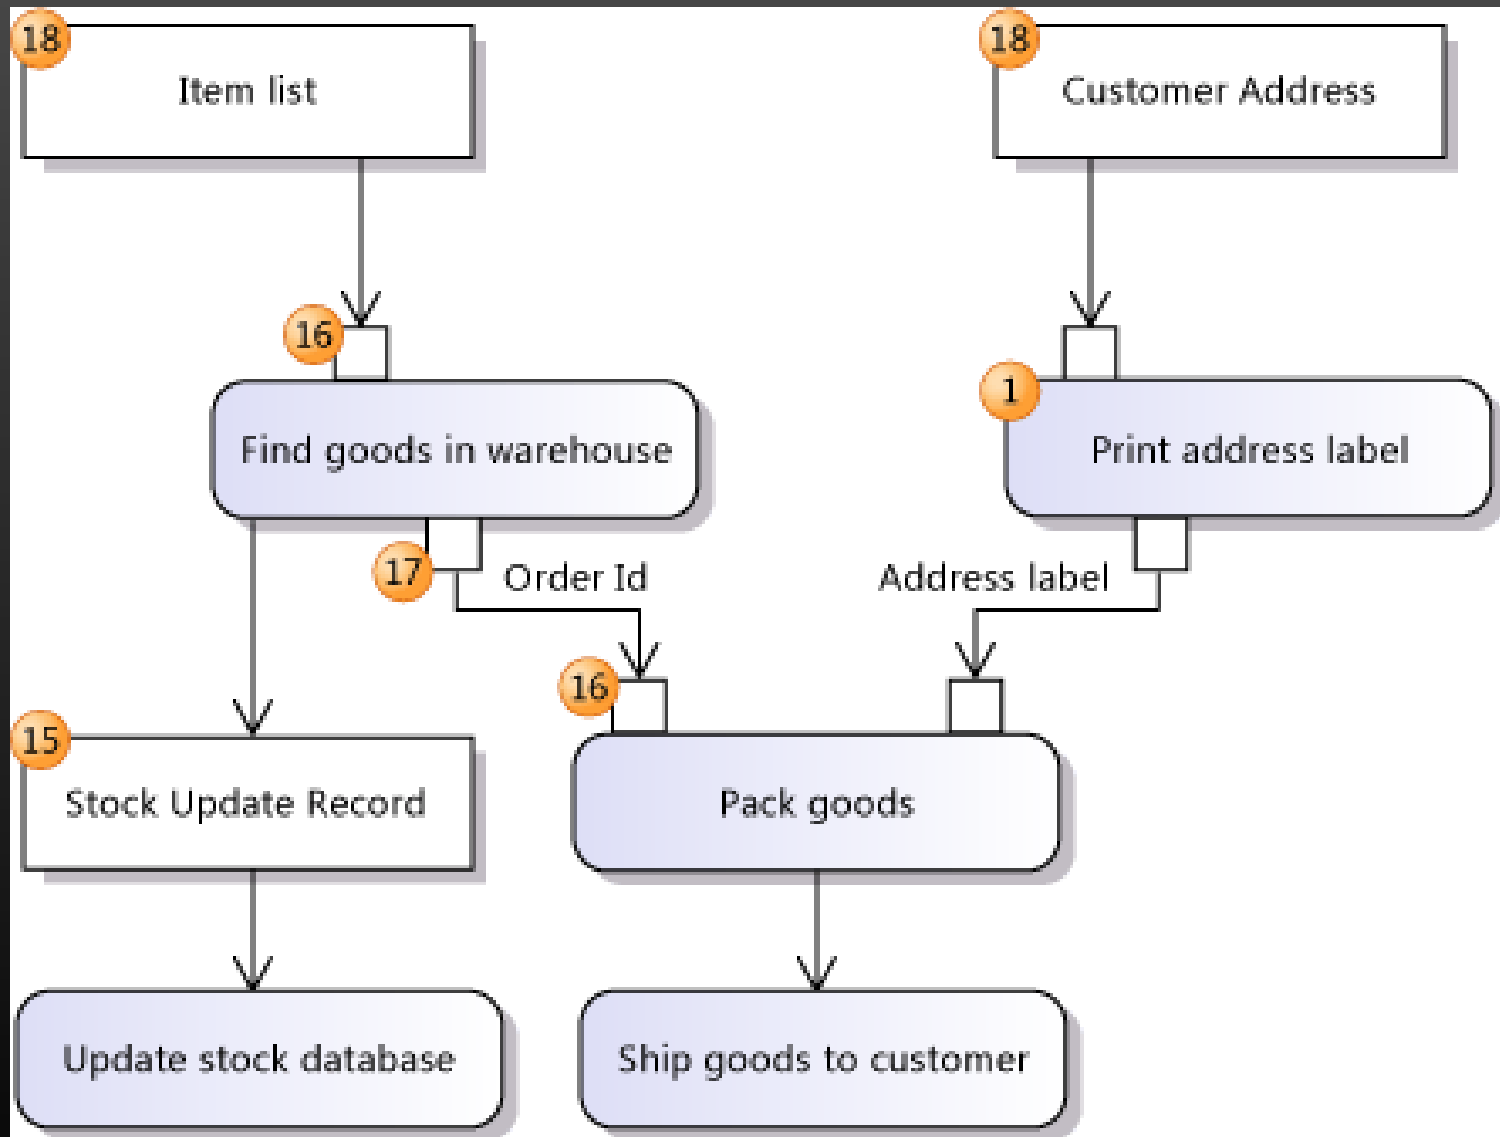 18
Item list
18
Customer Address
16
Find goods in warehouse
1
Print address label
17
Order Id
Address label
16
15
Stock Update Record
Pack goods
Update stock database
Ship goods to customer